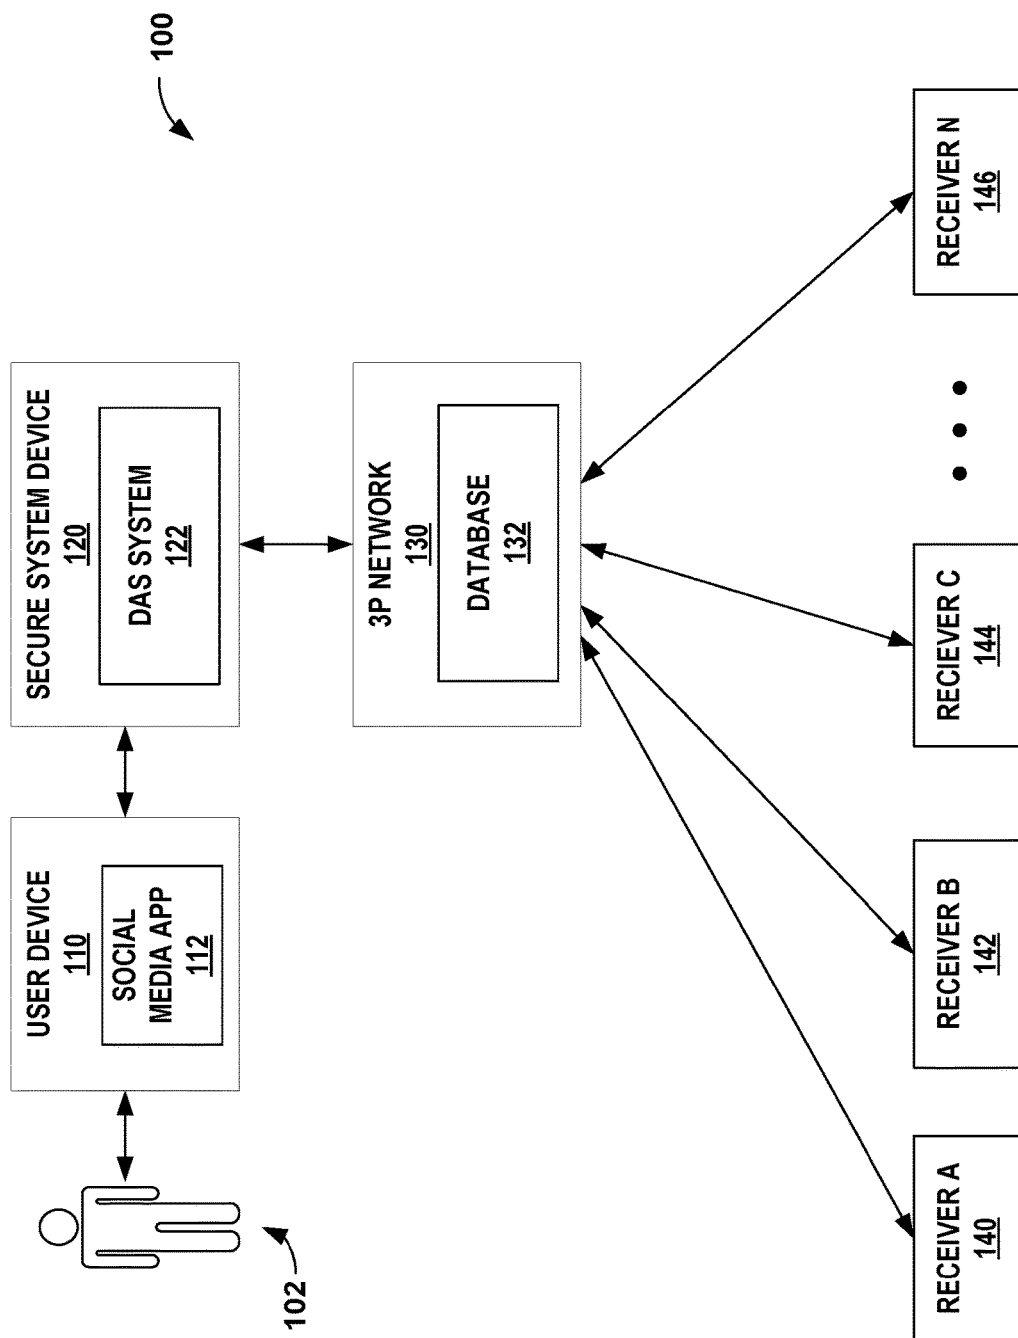 100
102
USER DEVICE
110
SOCIAL
MEDIA APP
112
SECURE SYSTEM DEVICE
120
DAS SYSTEM
122
3P NETWORK
130
DATABASE
132
RECEIVER A
140
RECEIVER B
142
RECIEVER C
144
RECEIVER N
146